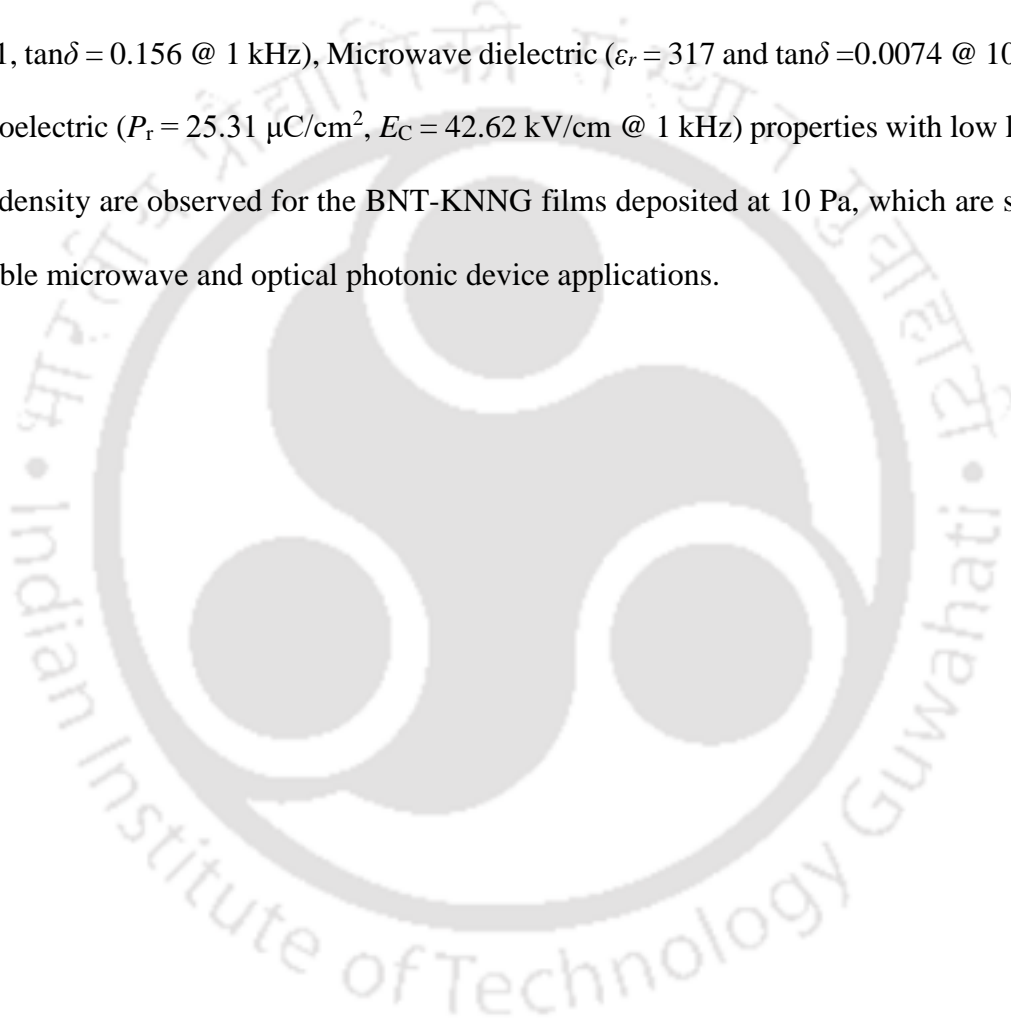 1, tanδ = 0.156 @ 1 kHz), Microwave dielectric (εr = 317 and tanδ =0.0074 @ 10
oelectric (Pr = 25.31 μC/cm², EC = 42.62 kV/cm @ 1 kHz) properties with low
density are observed for the BNT-KNNG films deposited at 10 Pa, which are
ble microwave and optical photonic device applications.
Indian Institute of Technology Guwahati